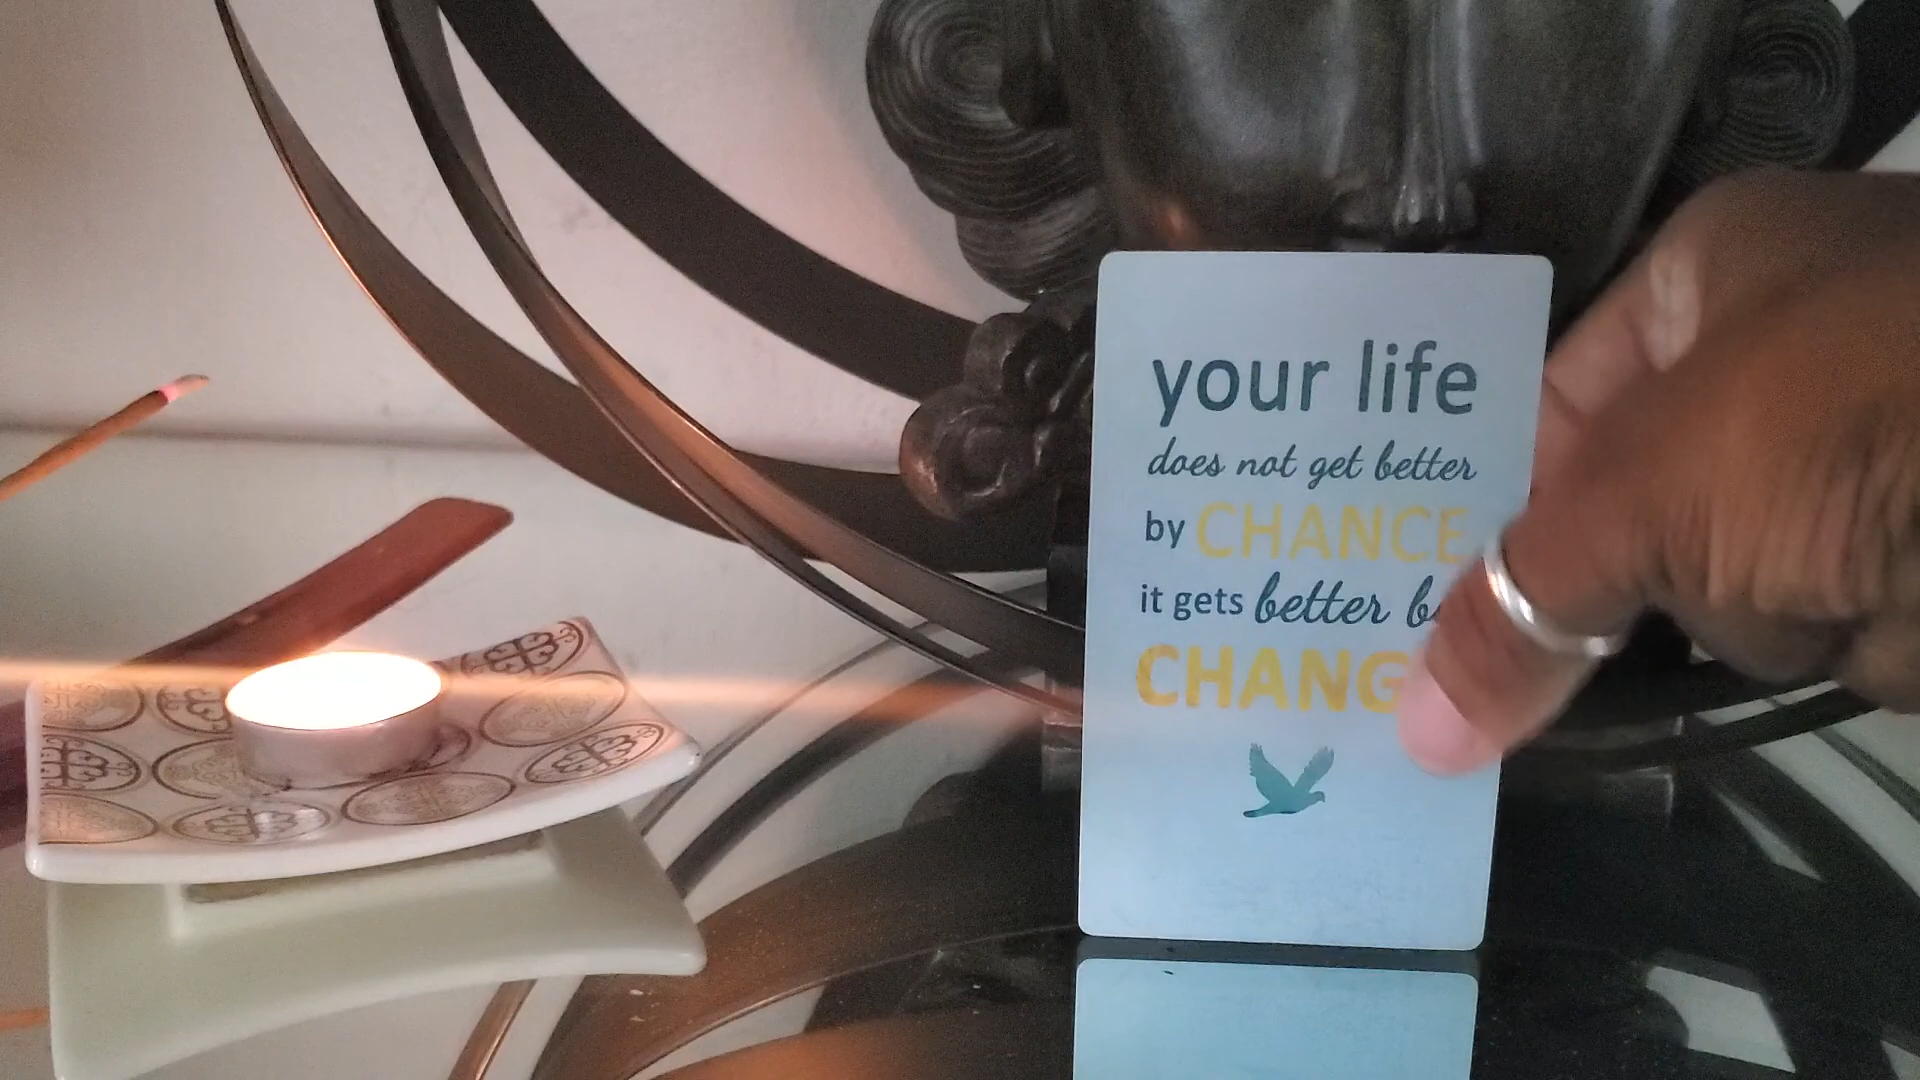 your life
does not get better
by CHANCE
it gets better b
CHANG